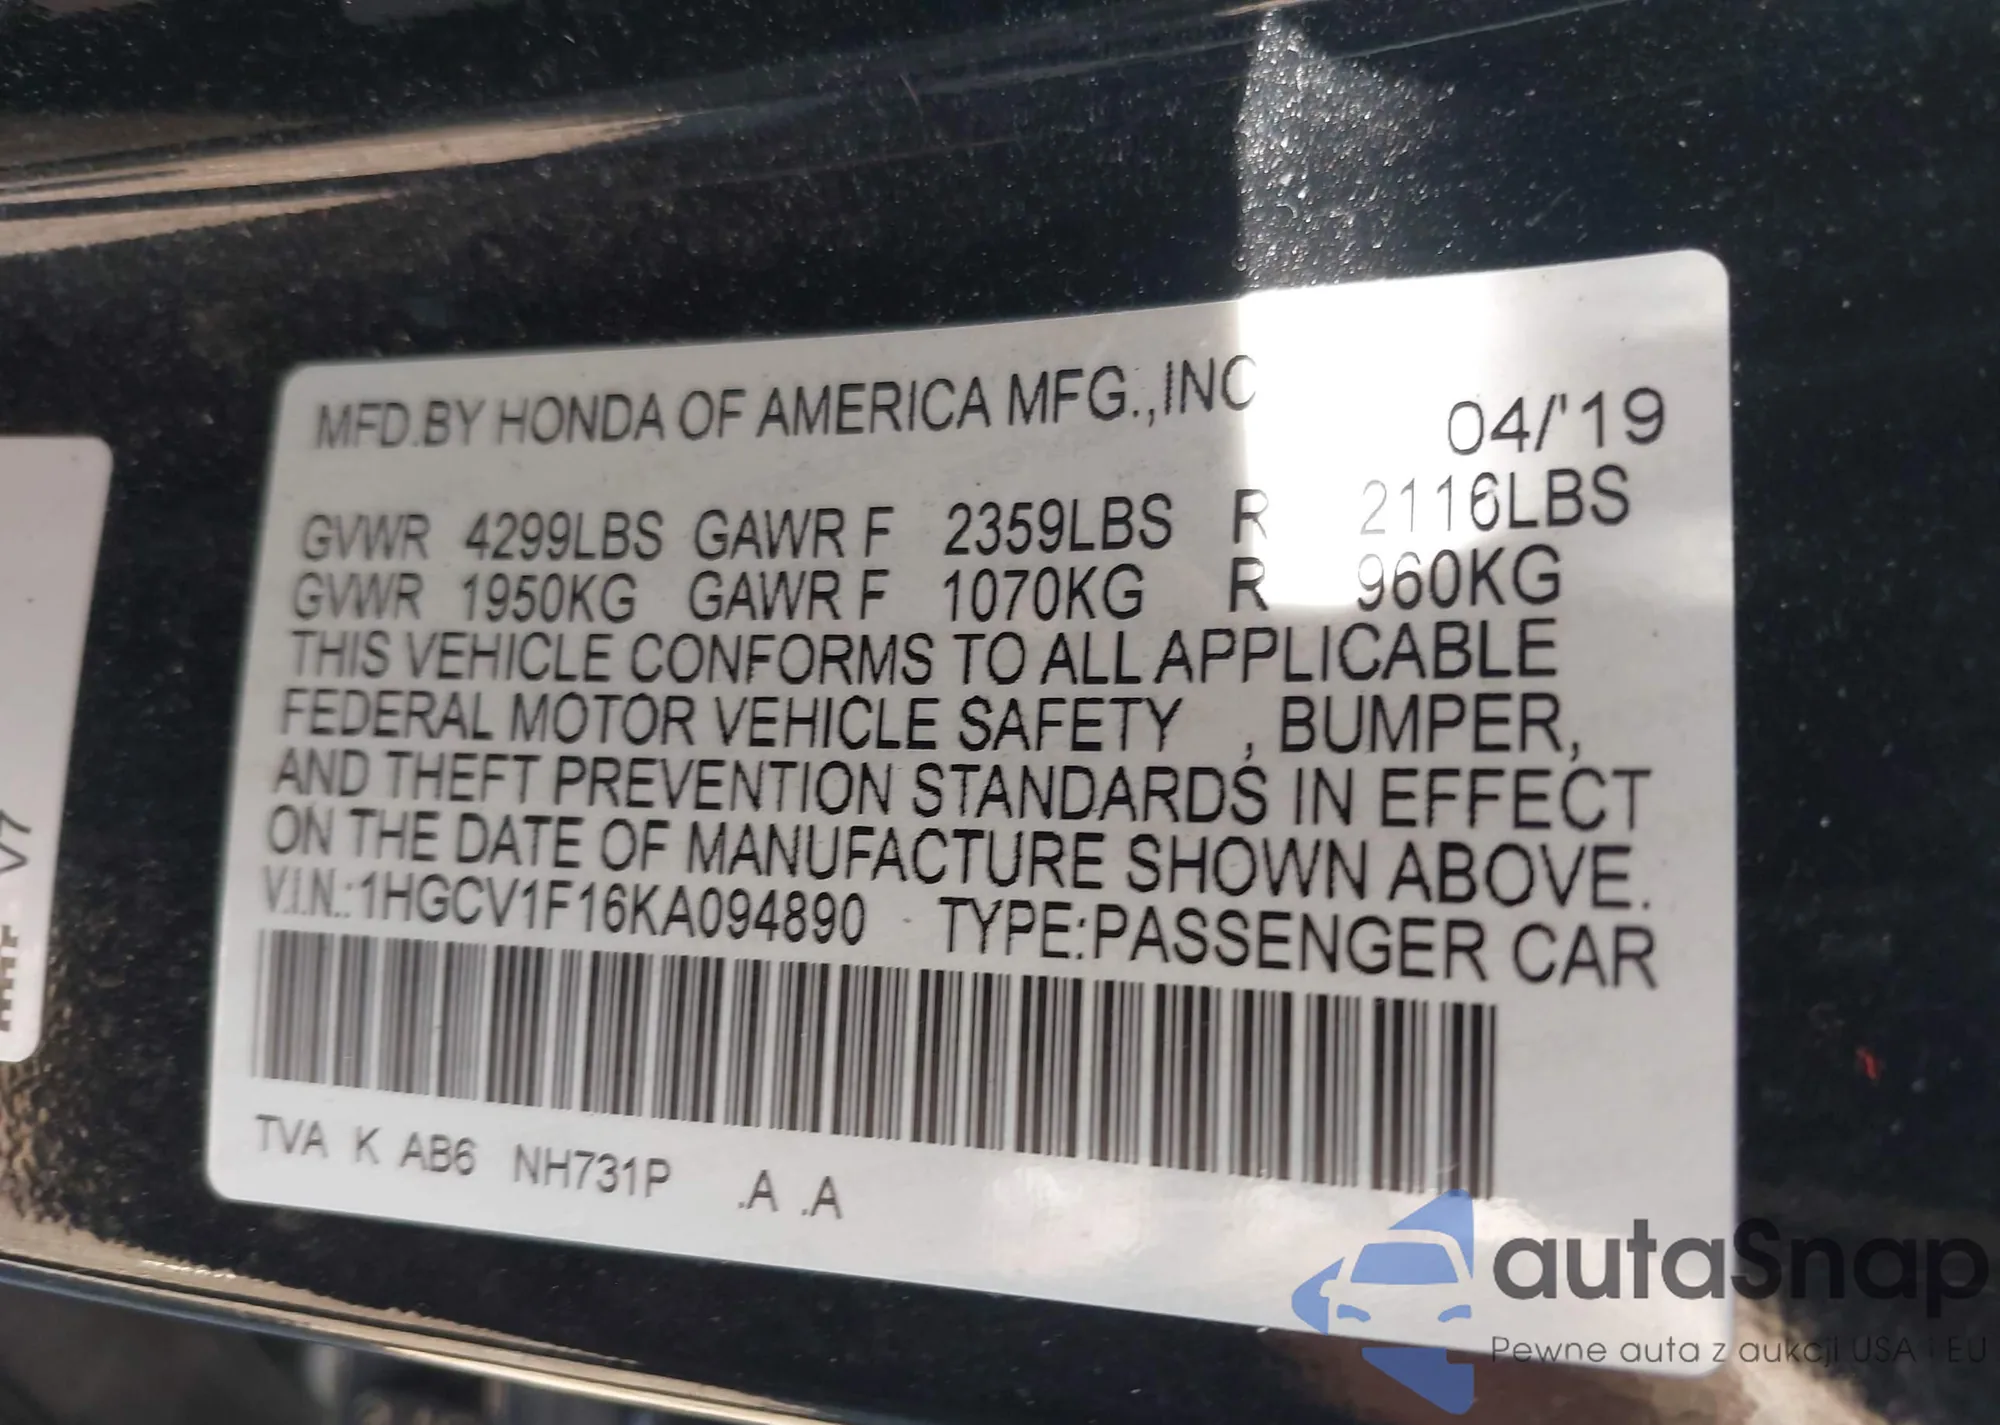 MFD.BY HONDA OF AMERICA MFG.,INC
04/'19
GVWR 4299LBS GAWR F 2359LBS R 2116LBS
GVWR 1950KG GAWR F 1070KG R 960KG
THIS VEHICLE CONFORMS TO ALL APPLICABLE
FEDERAL MOTOR VEHICLE SAFETY , BUMPER,
AND THEFT PREVENTION STANDARDS IN EFFECT
ON THE DATE OF MANUFACTURE SHOWN ABOVE.
V.I.N.:1HGCV1F16KA094890 TYPE:PASSENGER CAR
TVA K AB6 NH731P .A .A
V7
autaSnap
Pewne auta z aukcji USA i EU